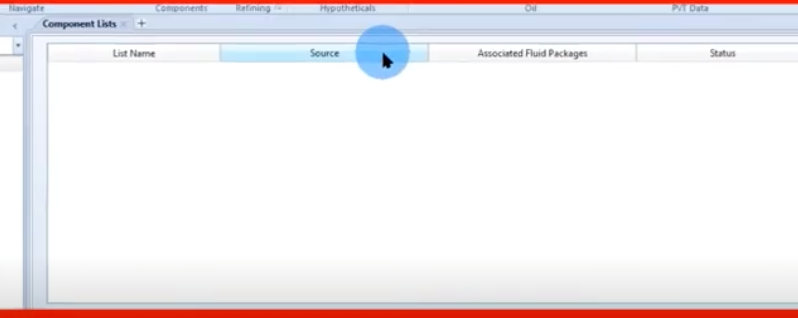 Navigate Components Refining Hypotheticals Oil PVT Data
Component Lists
List Name Source Associated Fluid Packages Status